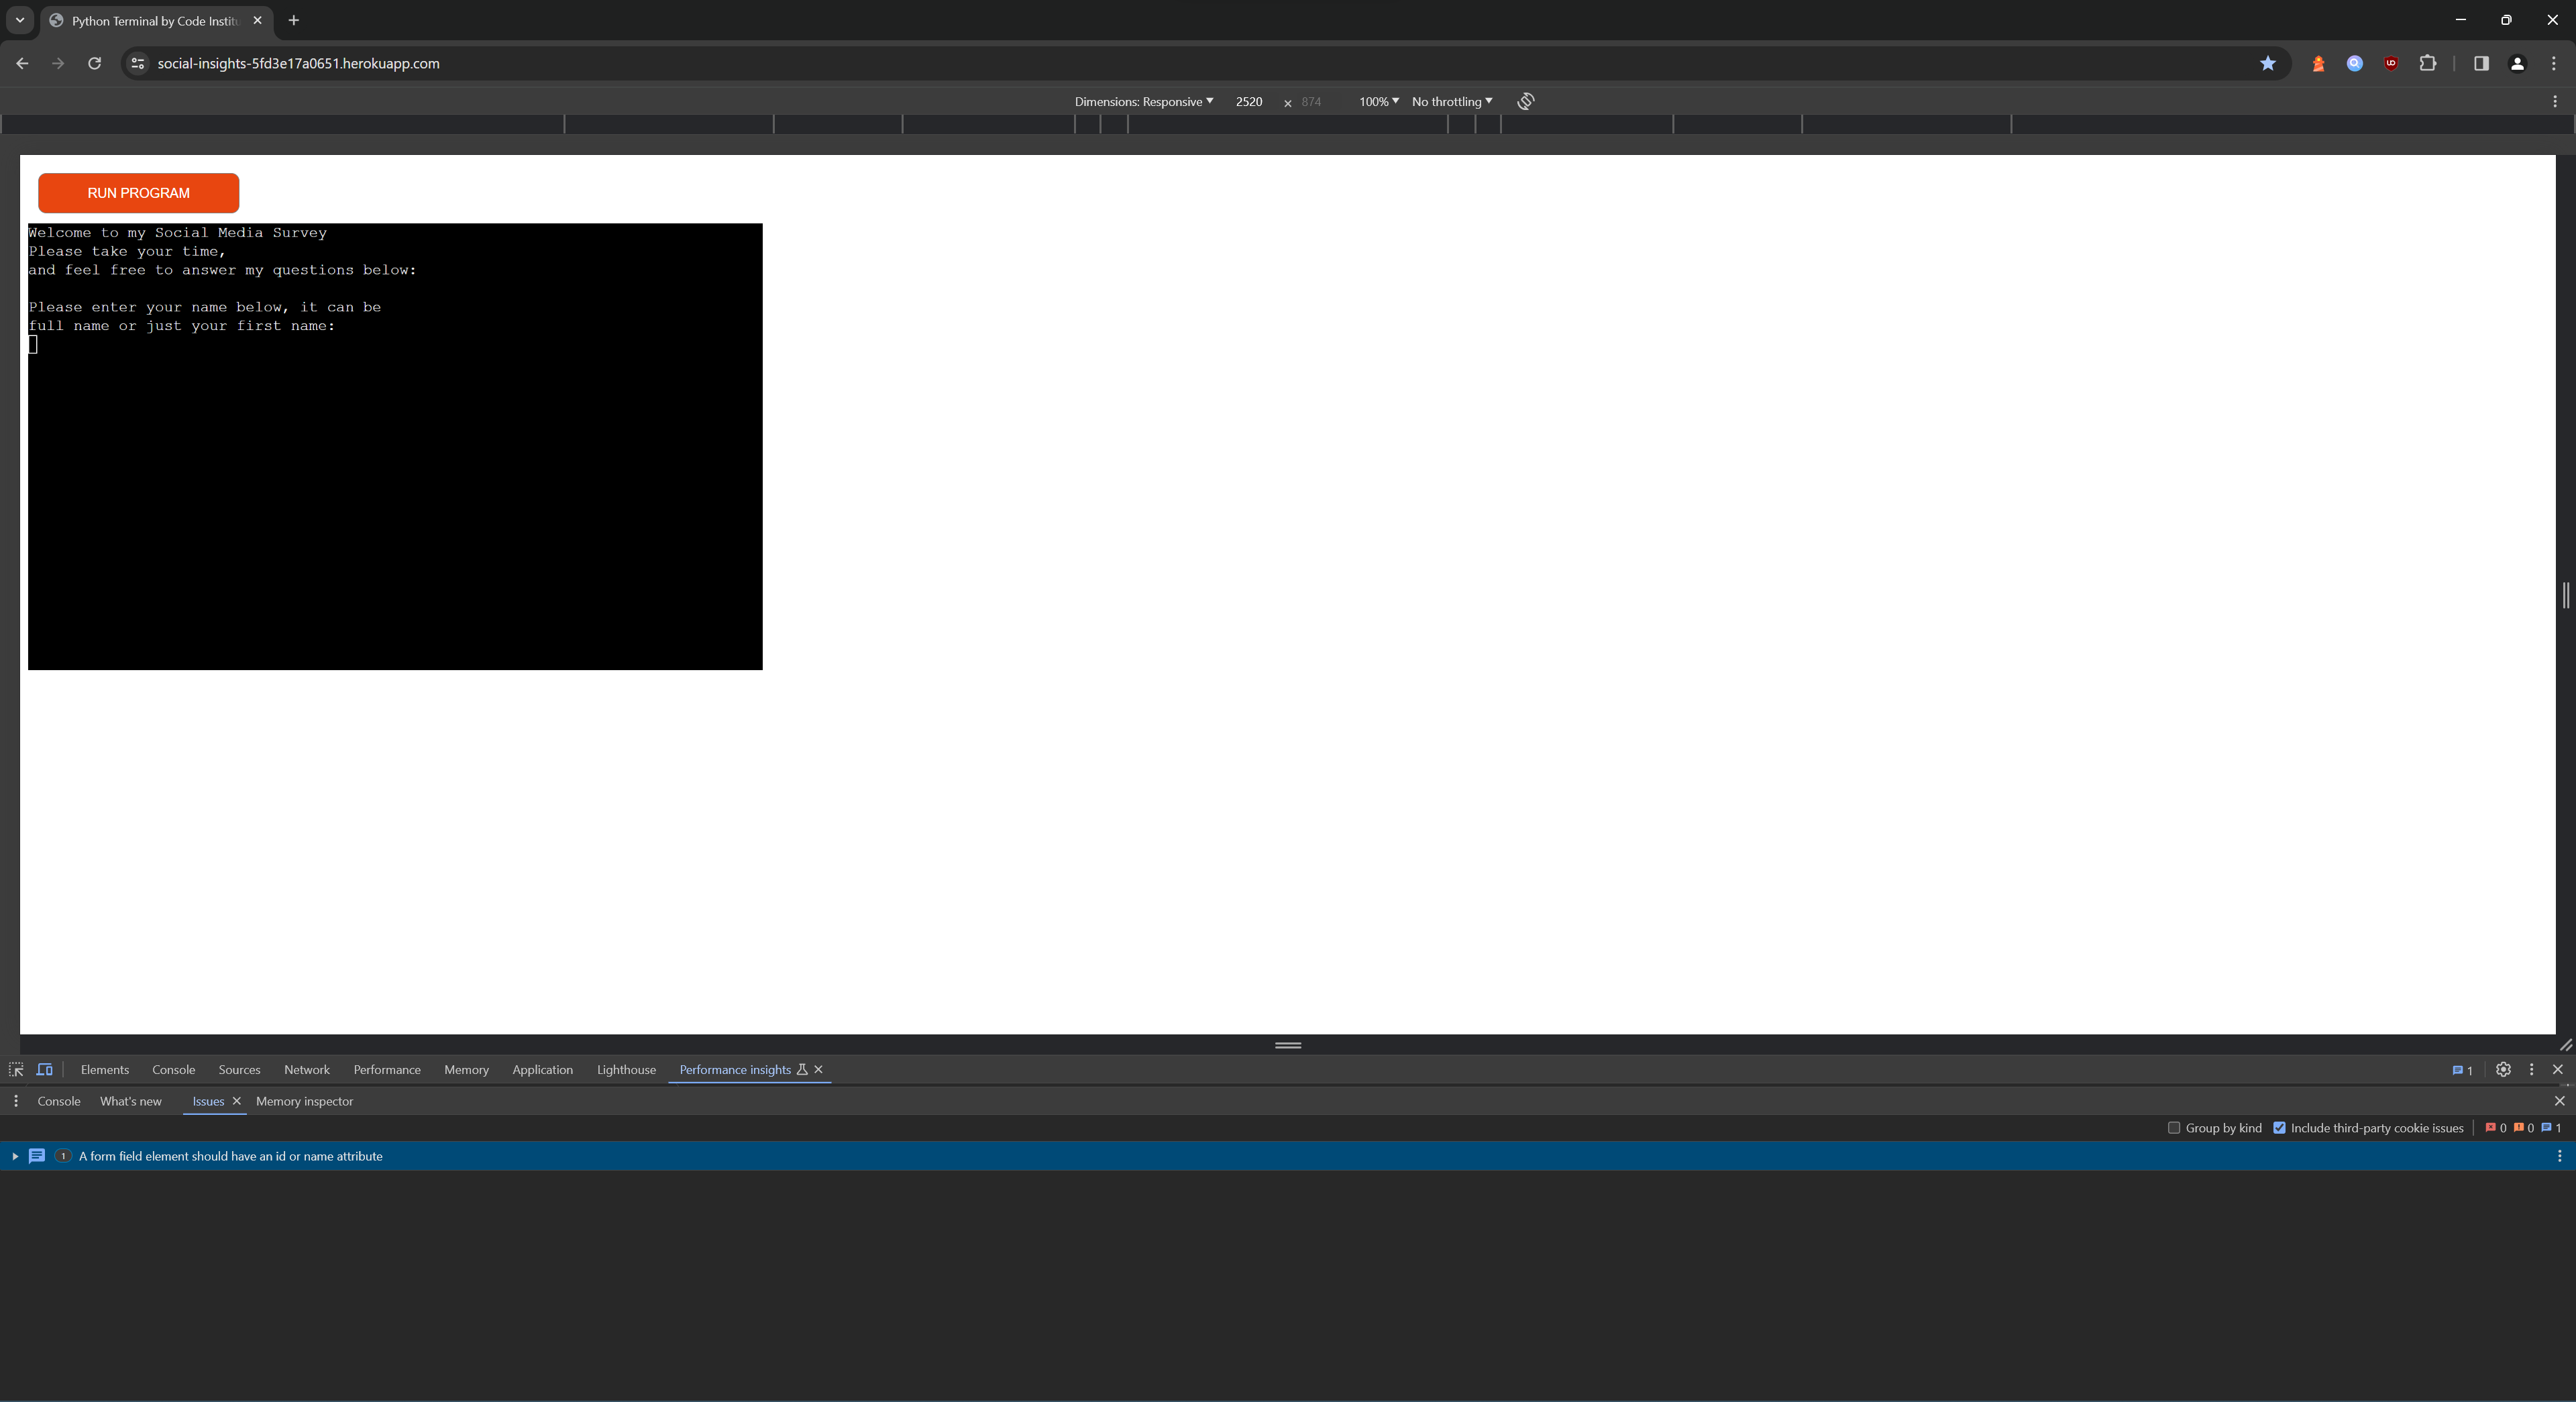 Python Terminal by Code Institu
social-insights-5fd3e17a0651.herokuapp.com
Dimensions: Responsive 2520 × 874 100% No throttling
RUN PROGRAM
Welcome to my Social Media Survey
Please take your time,
and feel free to answer my questions below:
Please enter your name below, it can be
full name or just your first name:
Elements Console Sources Network Performance Memory Application Lighthouse Performance insights 1
Console What's new Issues Memory inspector
Group by kind Include third-party cookie issues 0 0 1
1 A form field element should have an id or name attribute